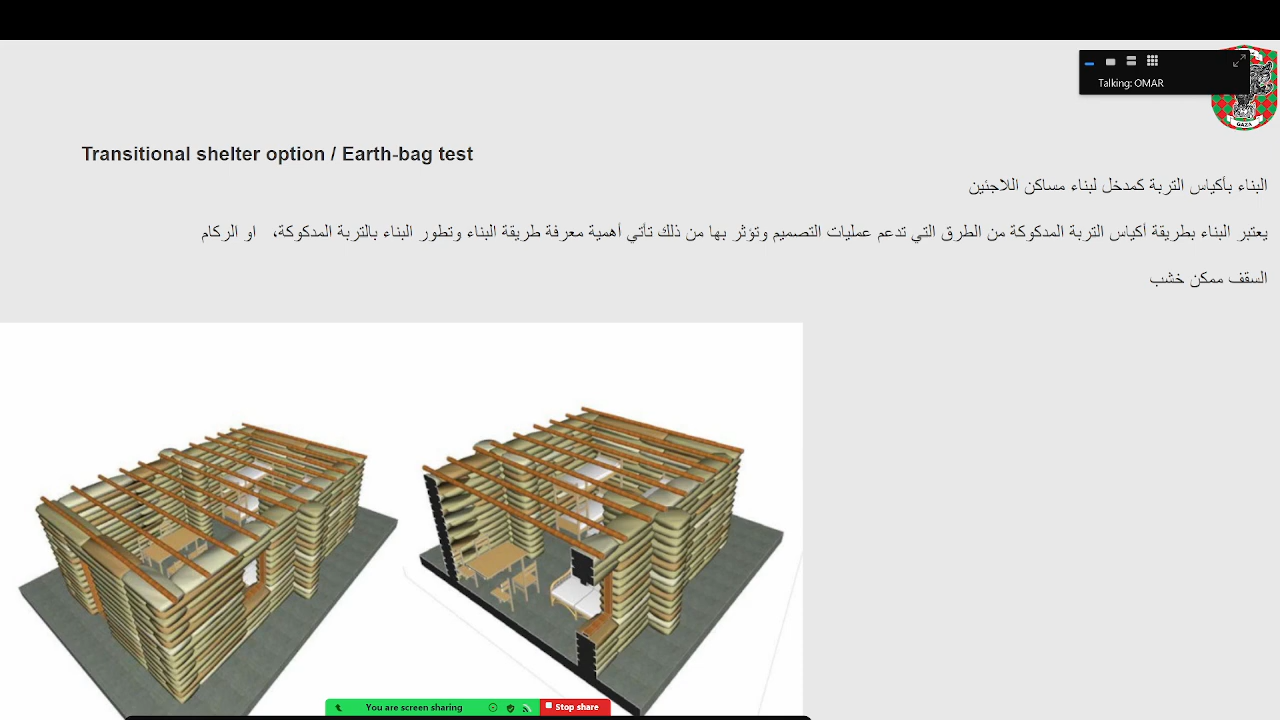 Talking: OMAR
GAZA
Transitional shelter option / Earth-bag test
البناء بأكياس التربة كمدخل لبناء مساكن اللاجئين
يعتبر البناء بطريقة أكياس التربة المدكوكة من الطرق التي تدعم عمليات التصميم وتؤثر بها من ذلك تأتي أهمية معرفة طريقة البناء وتطور البناء بالتربة المدكوكة، او الركام
السقف ممكن خشب
You are screen sharing
Stop share